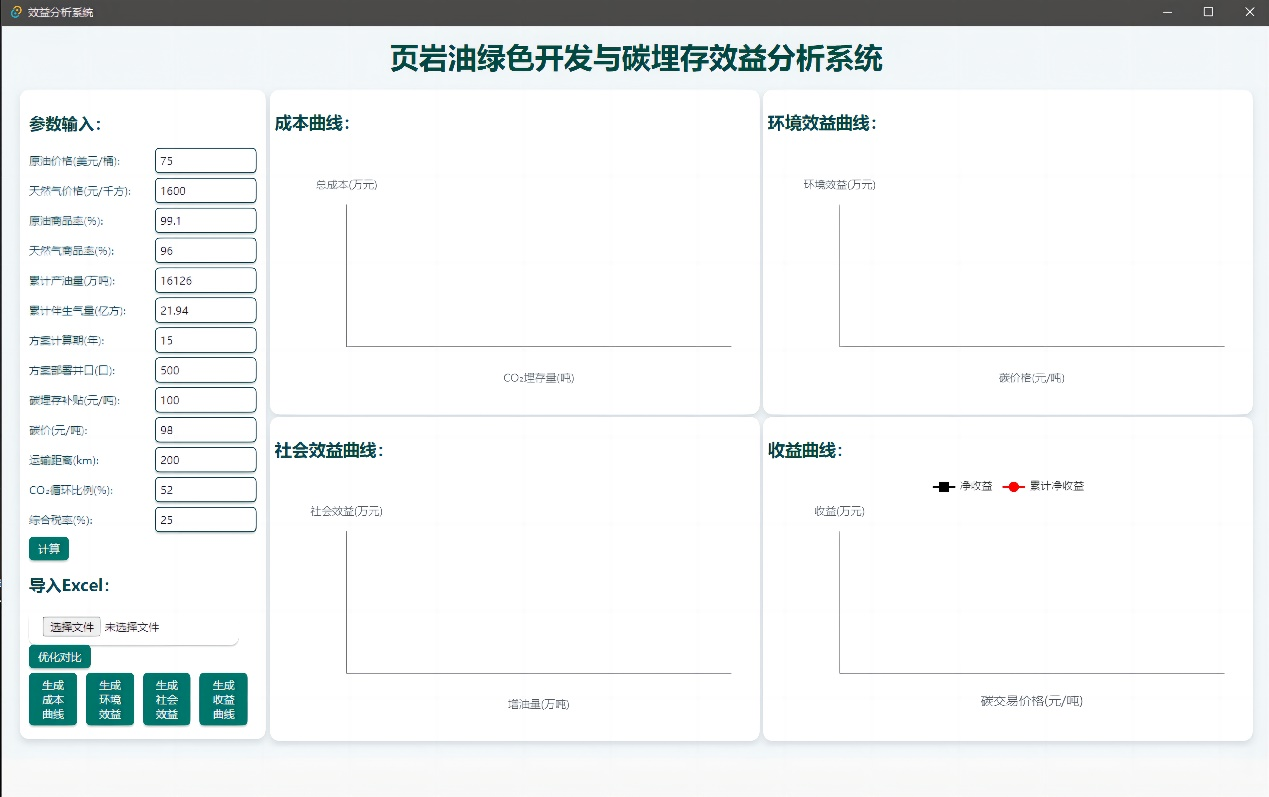 效益分析系统
页岩油绿色开发与碳埋存效益分析系统
参数输入:
原油价格(美元/桶): 75
天然气价格(元/千方): 1600
原油商品率(%): 99.1
天然气商品率(%): 96
累计产油量(万吨): 16126
累计伴生气量(亿方): 21.94
方案计算期(年): 15
方案部署井口(口): 500
碳埋存补贴(元/吨): 100
碳价(元/吨): 98
运输距离(km): 200
CO₂循环比例(%): 52
综合税率(%): 25
计算
导入Excel:
选择文件 未选择文件
优化对比
生成
成本
曲线
生成
环境
效益
生成
社会
效益
生成
收益
曲线
成本曲线:
总成本(万元)
CO₂埋存量(吨)
环境效益曲线:
环境效益(万元)
碳价格(元/吨)
社会效益曲线:
社会效益(万元)
增油量(万吨)
收益曲线:
净收益 累计净收益
收益(万元)
碳交易价格(元/吨)